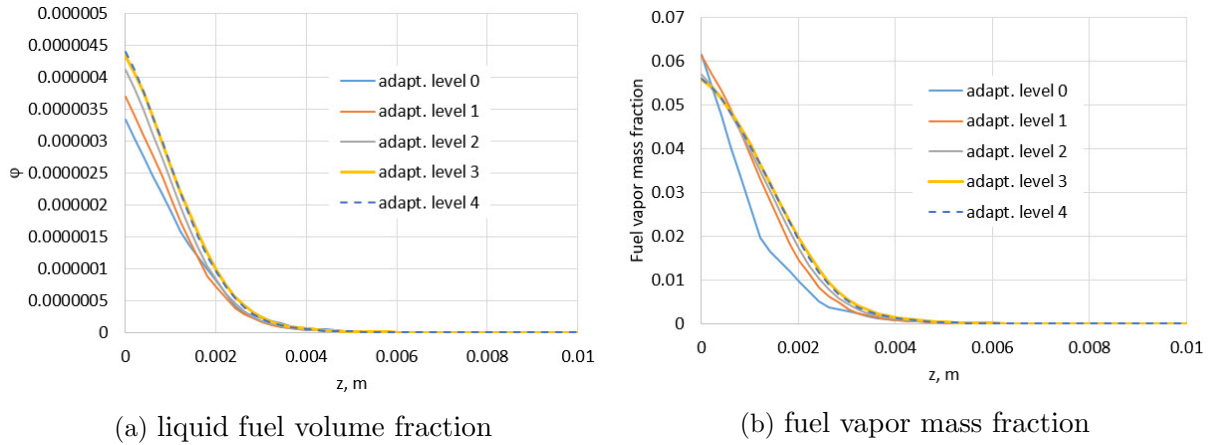 0.000005
0.0000045
0.000004
0.0000035
0.000003
0.0000025
0.000002
0.0000015
0.000001
0.0000005
0
φ
adapt. level 0
adapt. level 1
adapt. level 2
adapt. level 3
adapt. level 4
0 0.002 0.004 0.006 0.008 0.01
z, m
(a) liquid fuel volume fraction
0.07
0.06
0.05
0.04
0.03
0.02
0.01
0
Fuel vapor mass fraction
adapt. level 0
adapt. level 1
adapt. level 2
adapt. level 3
adapt. level 4
0 0.002 0.004 0.006 0.008 0.01
z, m
(b) fuel vapor mass fraction